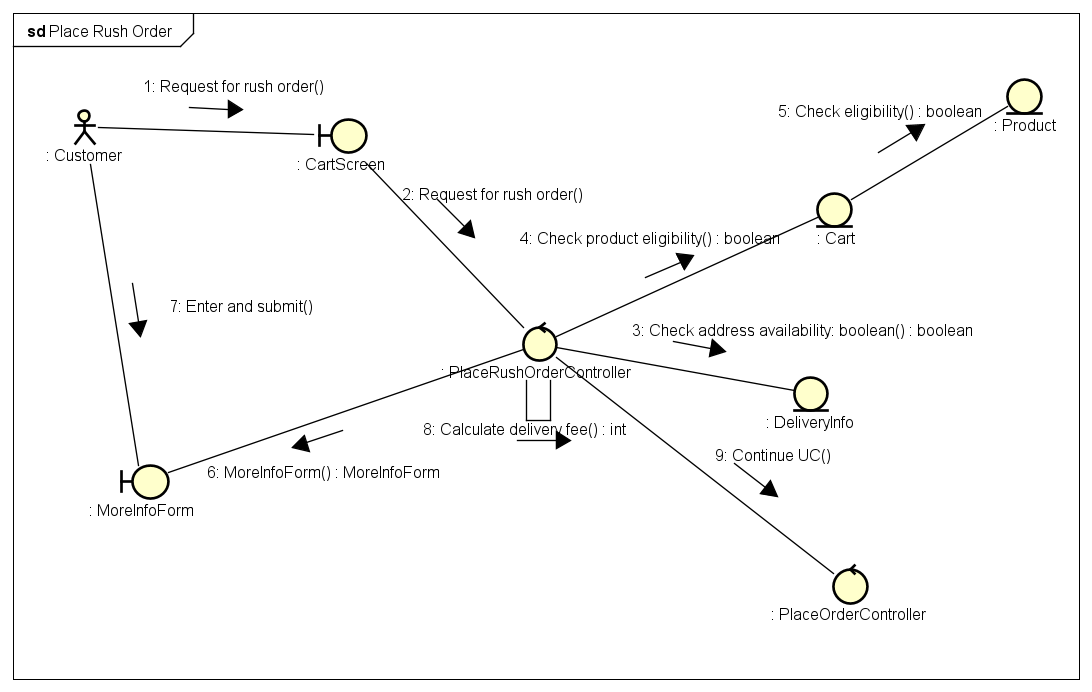 sd Place Rush Order
1: Request for rush order()
5: Check eligibility() : boolean
: Product
: Customer
: CartScreen
2: Request for rush order()
4: Check product eligibility() : boolean
: Cart
7: Enter and submit()
3: Check address availability: boolean() : boolean
: PlaceRushOrderController
: DeliveryInfo
8: Calculate delivery fee() : int
9: Continue UC()
6: MoreInfoForm() : MoreInfoForm
: MoreInfoForm
: PlaceOrderController